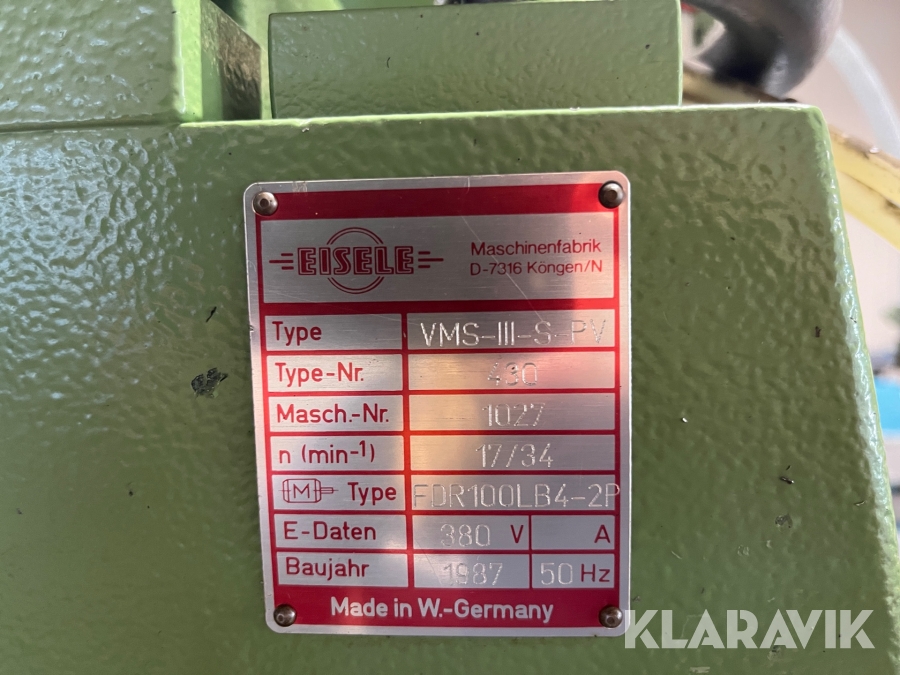 EISELE
Maschinenfabrik
D-7316 Köngen/N
Type VMS-III-S-PV
Type-Nr. 430
Masch.-Nr. 1027
n (min-1) 17/34
M Type FDR100LB4-2P
E-Daten 380 V A
Baujahr 1987 50 Hz
Made in W.-Germany
KLARAVIK